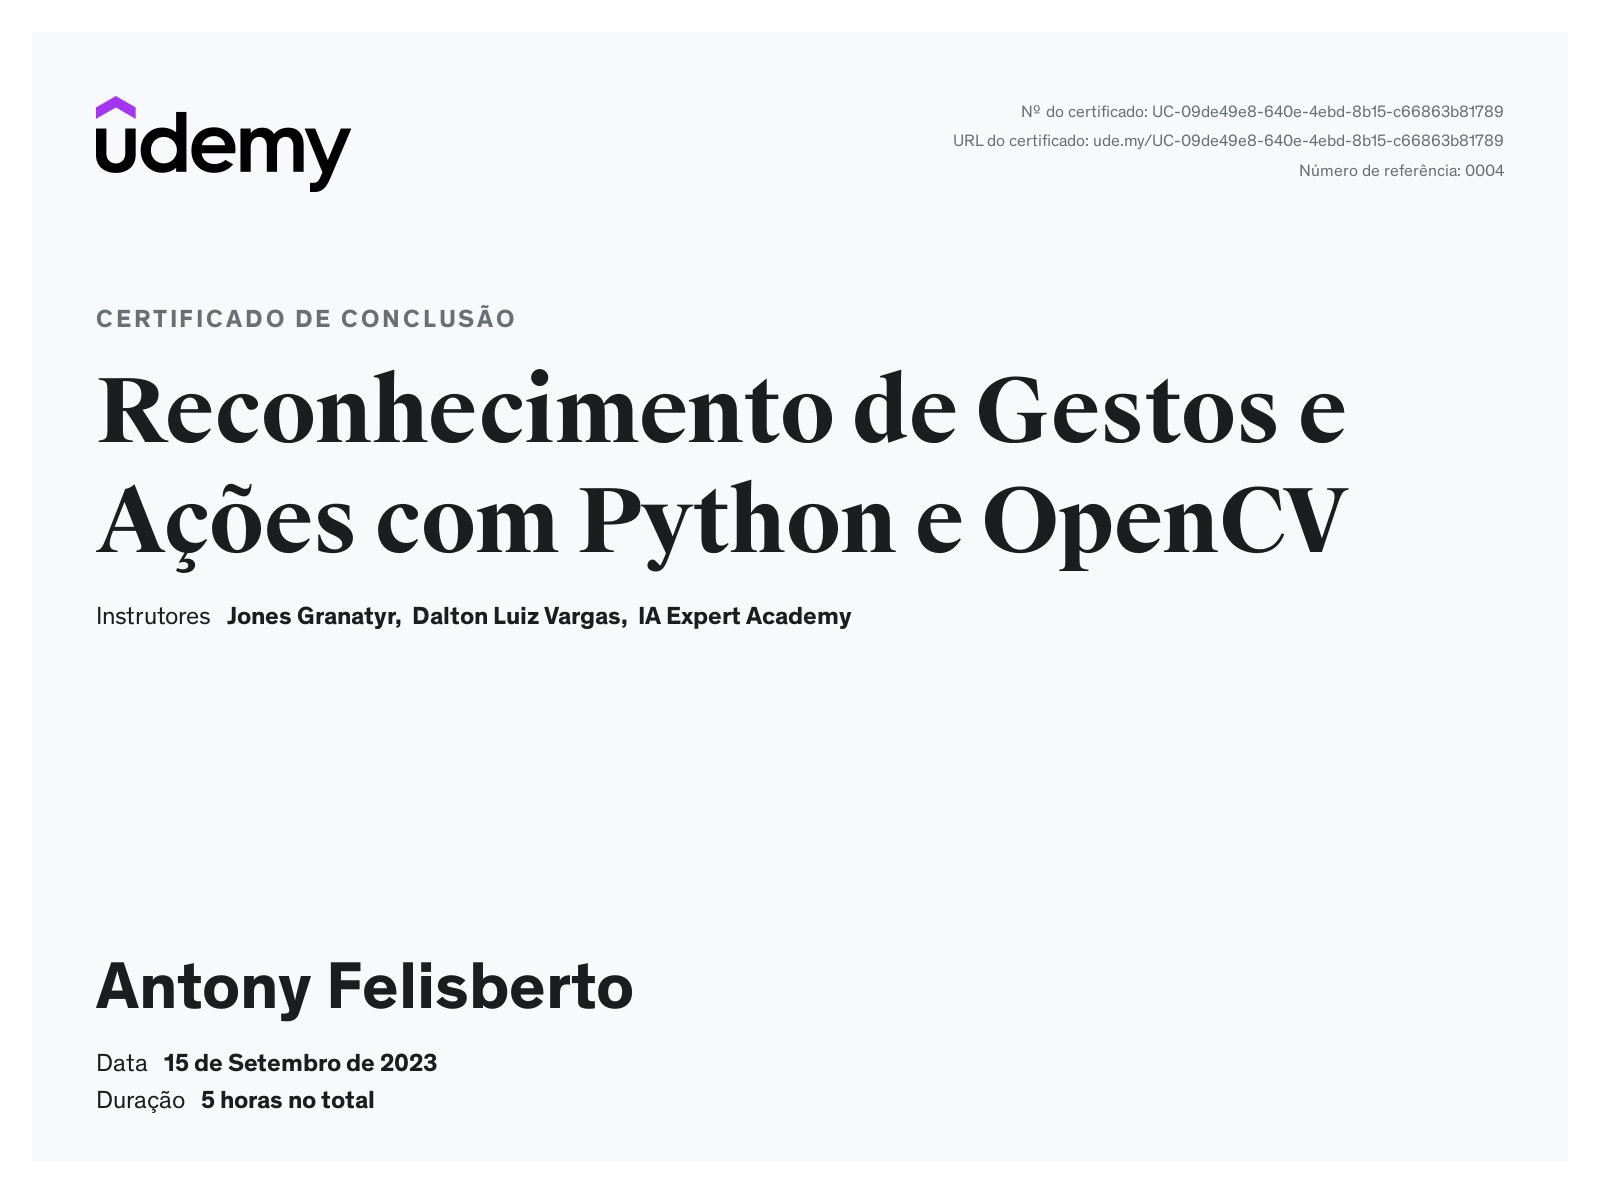 udemy
Nº do certificado: UC-09de49e8-640e-4ebd-8b15-c66863b81789
URL do certificado: ude.my/UC-09de49e8-640e-4ebd-8b15-c66863b81789
Número de referência: 0004
CERTIFICADO DE CONCLUSÃO
Reconhecimento de Gestos e
Ações com Python e OpenCV
Instrutores Jones Granatyr, Dalton Luiz Vargas, IA Expert Academy
Antony Felisberto
Data 15 de Setembro de 2023
Duração 5 horas no total